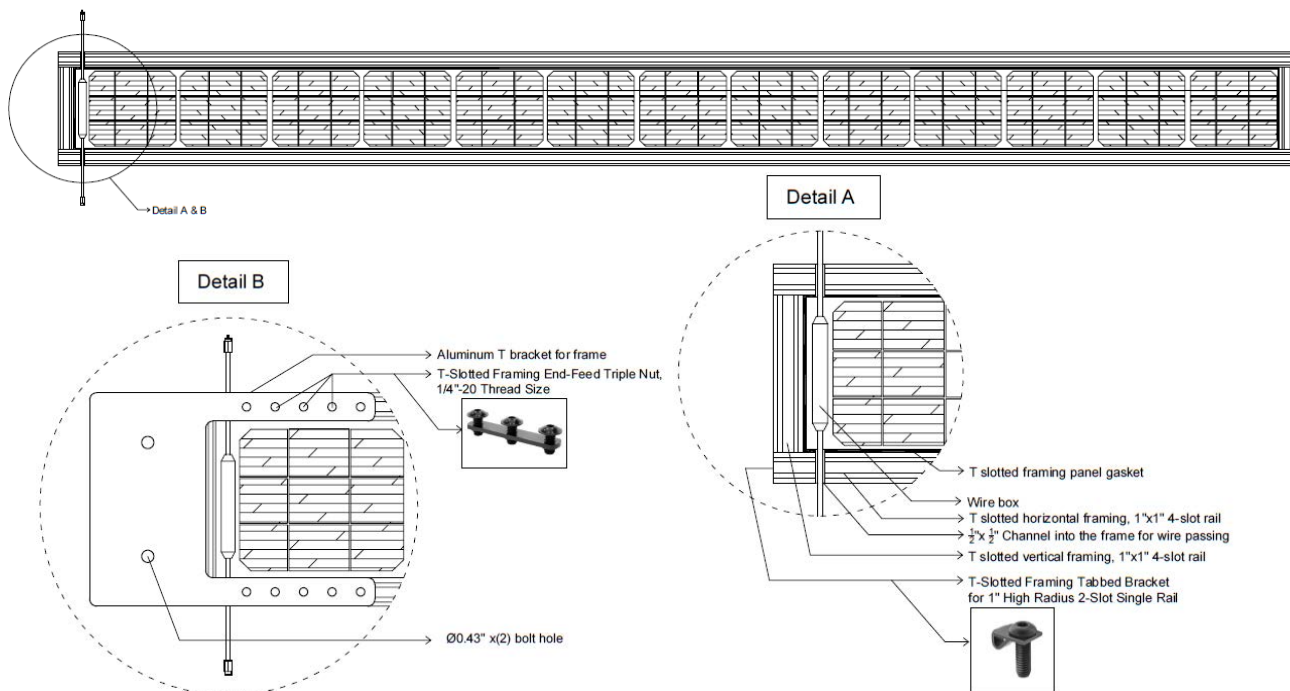 Detail A & B
Detail A
Detail B
Aluminum T bracket for frame
T-Slotted Framing End-Feed Triple Nut,
1/4"-20 Thread Size
Ø0.43" x(2) bolt hole
T slotted framing panel gasket
Wire box
T slotted horizontal framing, 1"x1" 4-slot rail
½"x ½" Channel into the frame for wire passing
T slotted vertical framing, 1"x1" 4-slot rail
T-Slotted Framing Tabbed Bracket
for 1" High Radius 2-Slot Single Rail